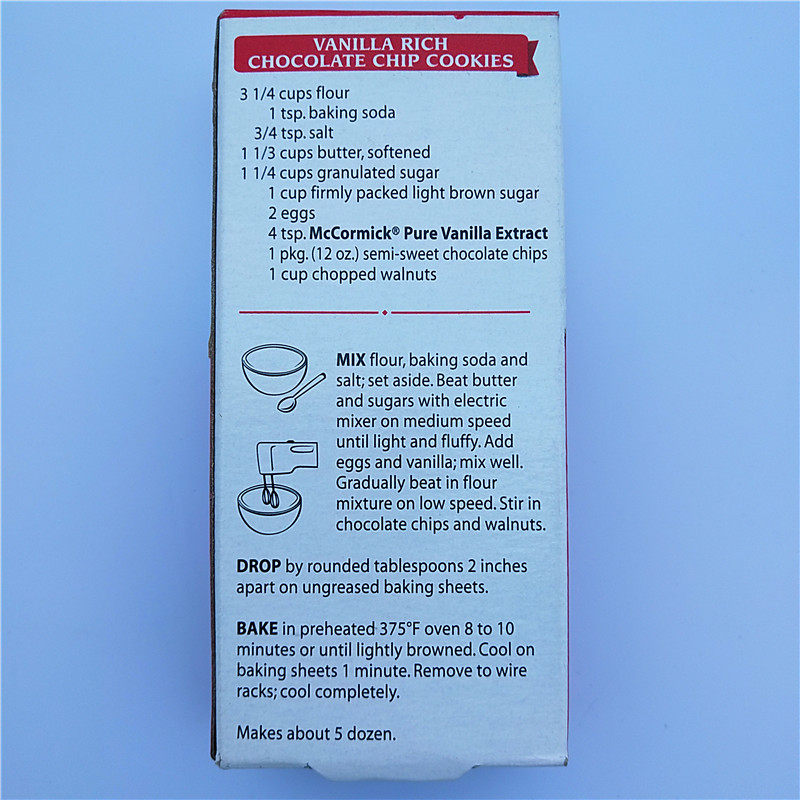 VANILLA RICH
CHOCOLATE CHIP COOKIES
3 1/4 cups flour
1 tsp. baking soda
3/4 tsp. salt
1 1/3 cups butter, softened
1 1/4 cups granulated sugar
1 cup firmly packed light brown sugar
2 eggs
4 tsp. McCormick® Pure Vanilla Extract
1 pkg. (12 oz.) semi-sweet chocolate chips
1 cup chopped walnuts
MIX flour, baking soda and
salt; set aside. Beat butter
and sugars with electric
mixer on medium speed
until light and fluffy. Add
eggs and vanilla; mix well.
Gradually beat in flour
mixture on low speed. Stir in
chocolate chips and walnuts.
DROP by rounded tablespoons 2 inches
apart on ungreased baking sheets.
BAKE in preheated 375°F oven 8 to 10
minutes or until lightly browned. Cool on
baking sheets 1 minute. Remove to wire
racks; cool completely.
Makes about 5 dozen.